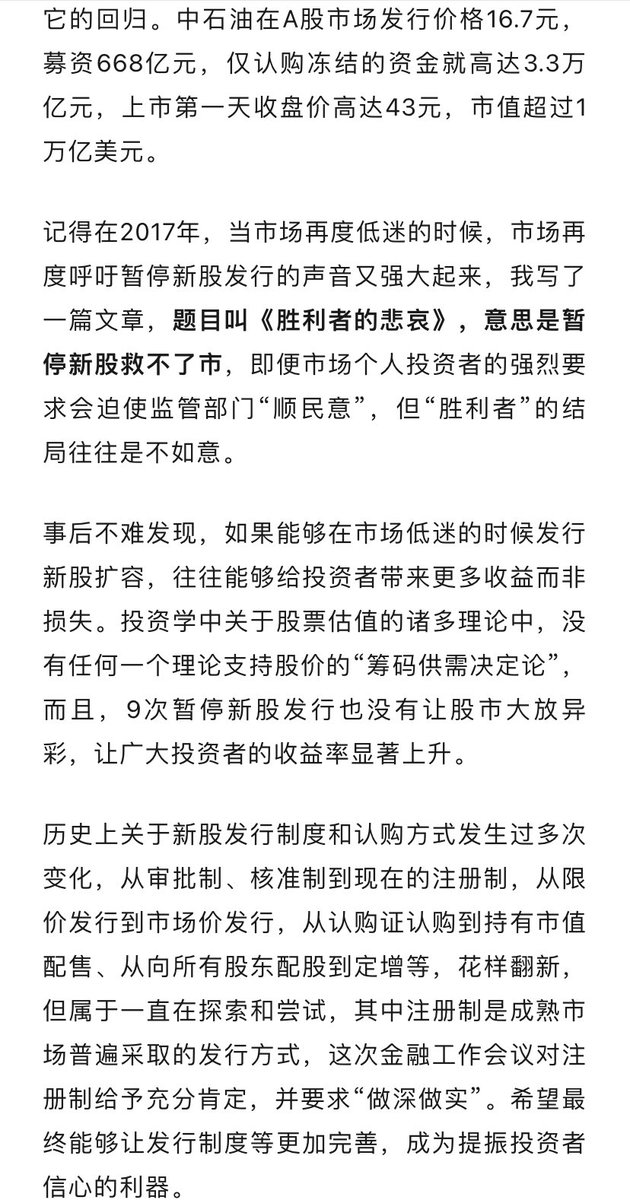 它的回归。中石油在A股市场发行价格16.7元，
募资668亿元，仅认购冻结的资金就高达3.3万
亿元，上市第一天收盘价高达43元，市值超过1
万亿美元。
记得在2017年，当市场再度低迷的时候，市场再
度呼吁暂停新股发行的声音又强大起来，我写了
一篇文章，题目叫《胜利者的悲哀》，意思是暂
停新股救不了市，即便市场个人投资者的强烈要
求会迫使监管部门“顺民意”，但“胜利者”的结
局往往是不如意。
事后不难发现，如果能够在市场低迷的时候发行
新股扩容，往往能够给投资者带来更多收益而非
损失。投资学中关于股票估值的诸多理论中，没
有任何一个理论支持股价的“筹码供需决定论”，
而且，9次暂停新股发行也没有让股市大放异
彩，让广大投资者的收益率显著上升。
历史上关于新股发行制度和认购方式发生过多次
变化，从审批制、核准制到现在的注册制，从限
价发行到市场价发行，从认购证认购到持有市值
配售、从向所有股东配股到定增等，花样翻新，
但属于一直在探索和尝试，其中注册制是成熟市
场普遍采取的发行方式，这次金融工作会议对注
册制给予充分肯定，并要求“做深做实”。希望最
终能够让发行制度等更加完善，成为提振投资者
信心的利器。